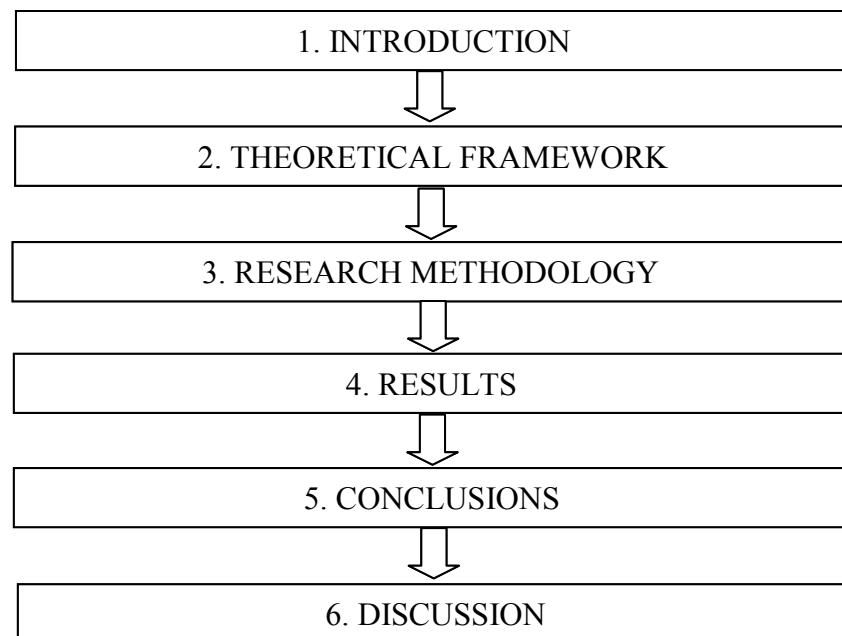 1. INTRODUCTION
2. THEORETICAL FRAMEWORK
3. RESEARCH METHODOLOGY
4. RESULTS
5. CONCLUSIONS
6. DISCUSSION